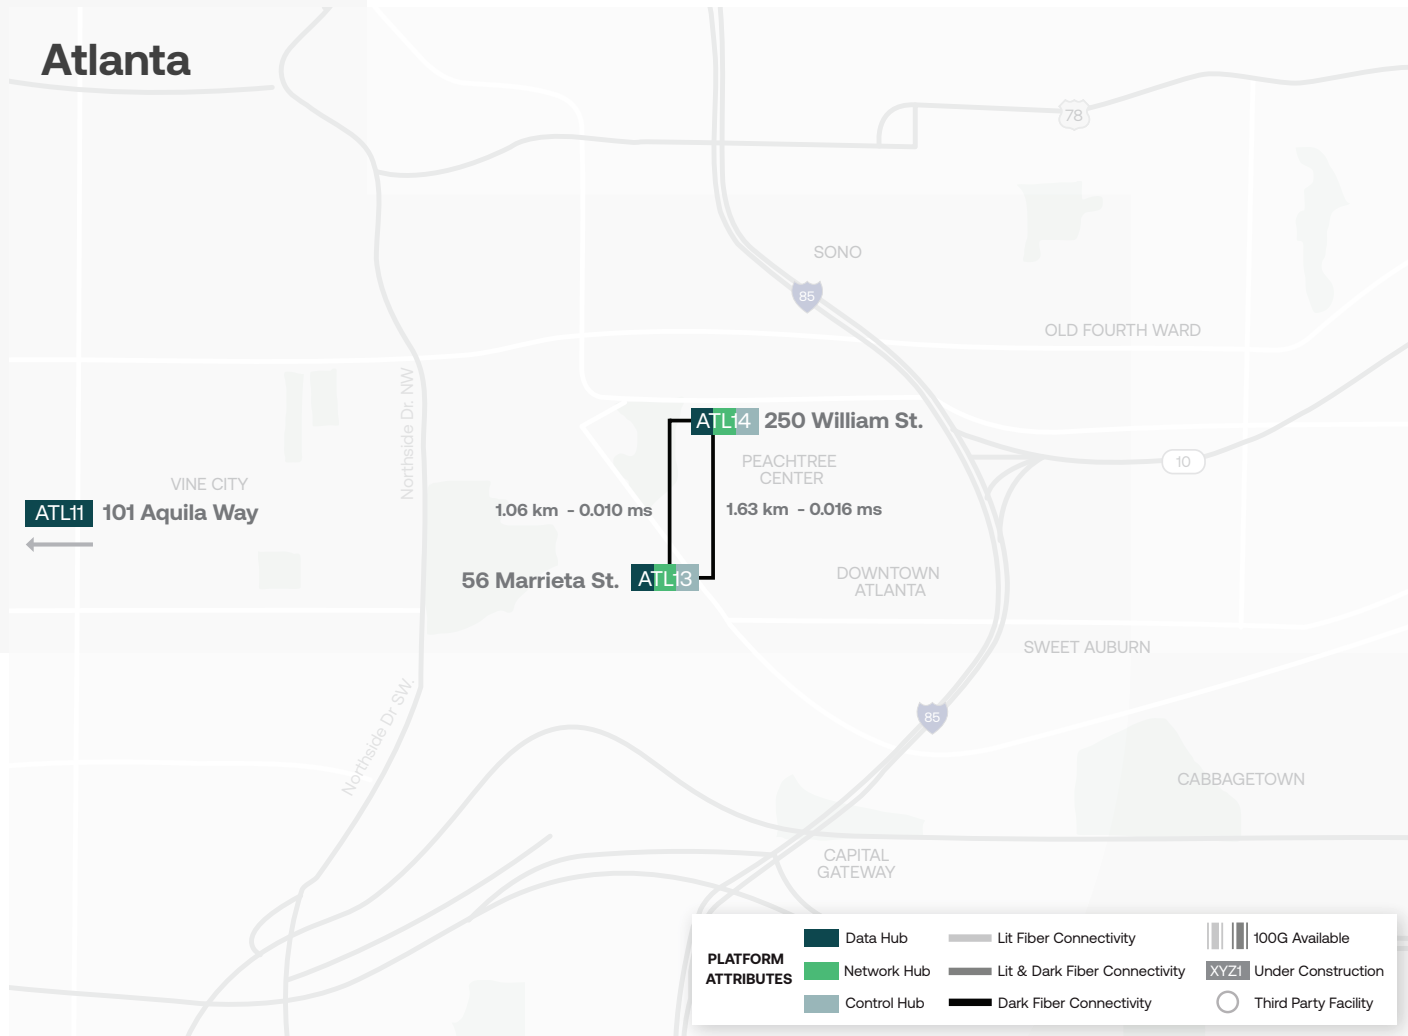 Atlanta
78
SONO
85
OLD FOURTH WARD
Northside Dr. NW
ATL14 250 William St.
PEACHTREE
CENTER
10
VINE CITY
ATL11 101 Aquila Way
1.06 km - 0.010 ms
1.63 km - 0.016 ms
56 Marrieta St. ATL13
DOWNTOWN
ATLANTA
SWEET AUBURN
Northside Dr SW.
85
CABBAGETOWN
CAPITAL
GATEWAY
PLATFORM
ATTRIBUTES
Data Hub
Network Hub
Control Hub
Lit Fiber Connectivity
Lit & Dark Fiber Connectivity
Dark Fiber Connectivity
100G Available
XYZ1 Under Construction
Third Party Facility